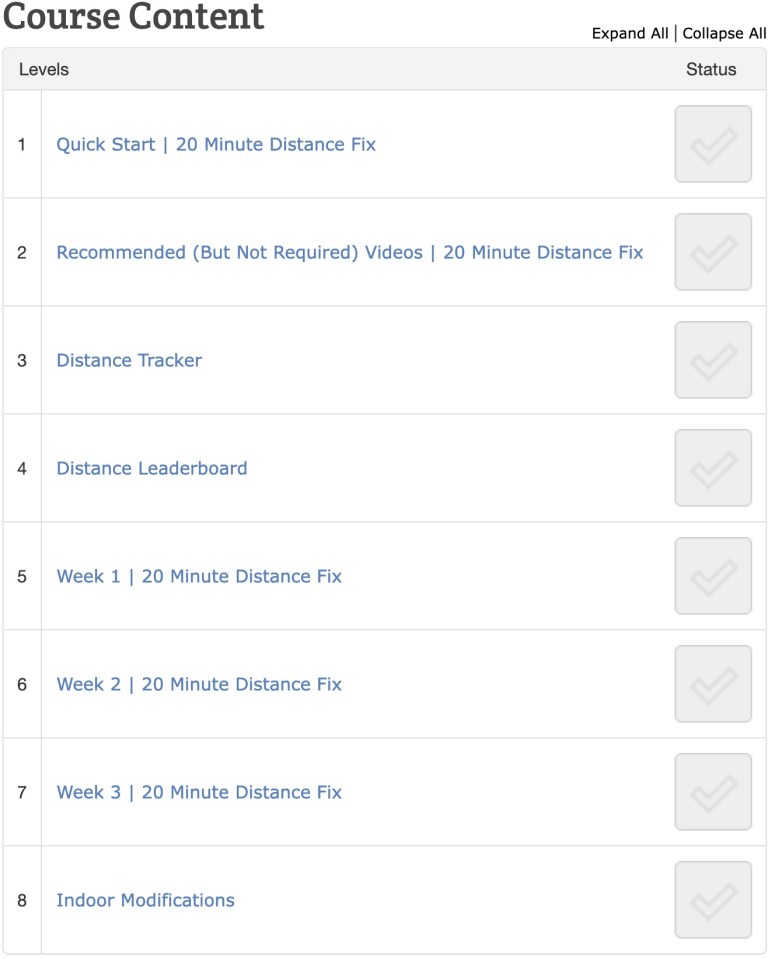 Course Content
Expand All | Collapse All
Levels Status
1 Quick Start | 20 Minute Distance Fix
2 Recommended (But Not Required) Videos | 20 Minute Distance Fix
3 Distance Tracker
4 Distance Leaderboard
5 Week 1 | 20 Minute Distance Fix
6 Week 2 | 20 Minute Distance Fix
7 Week 3 | 20 Minute Distance Fix
8 Indoor Modifications